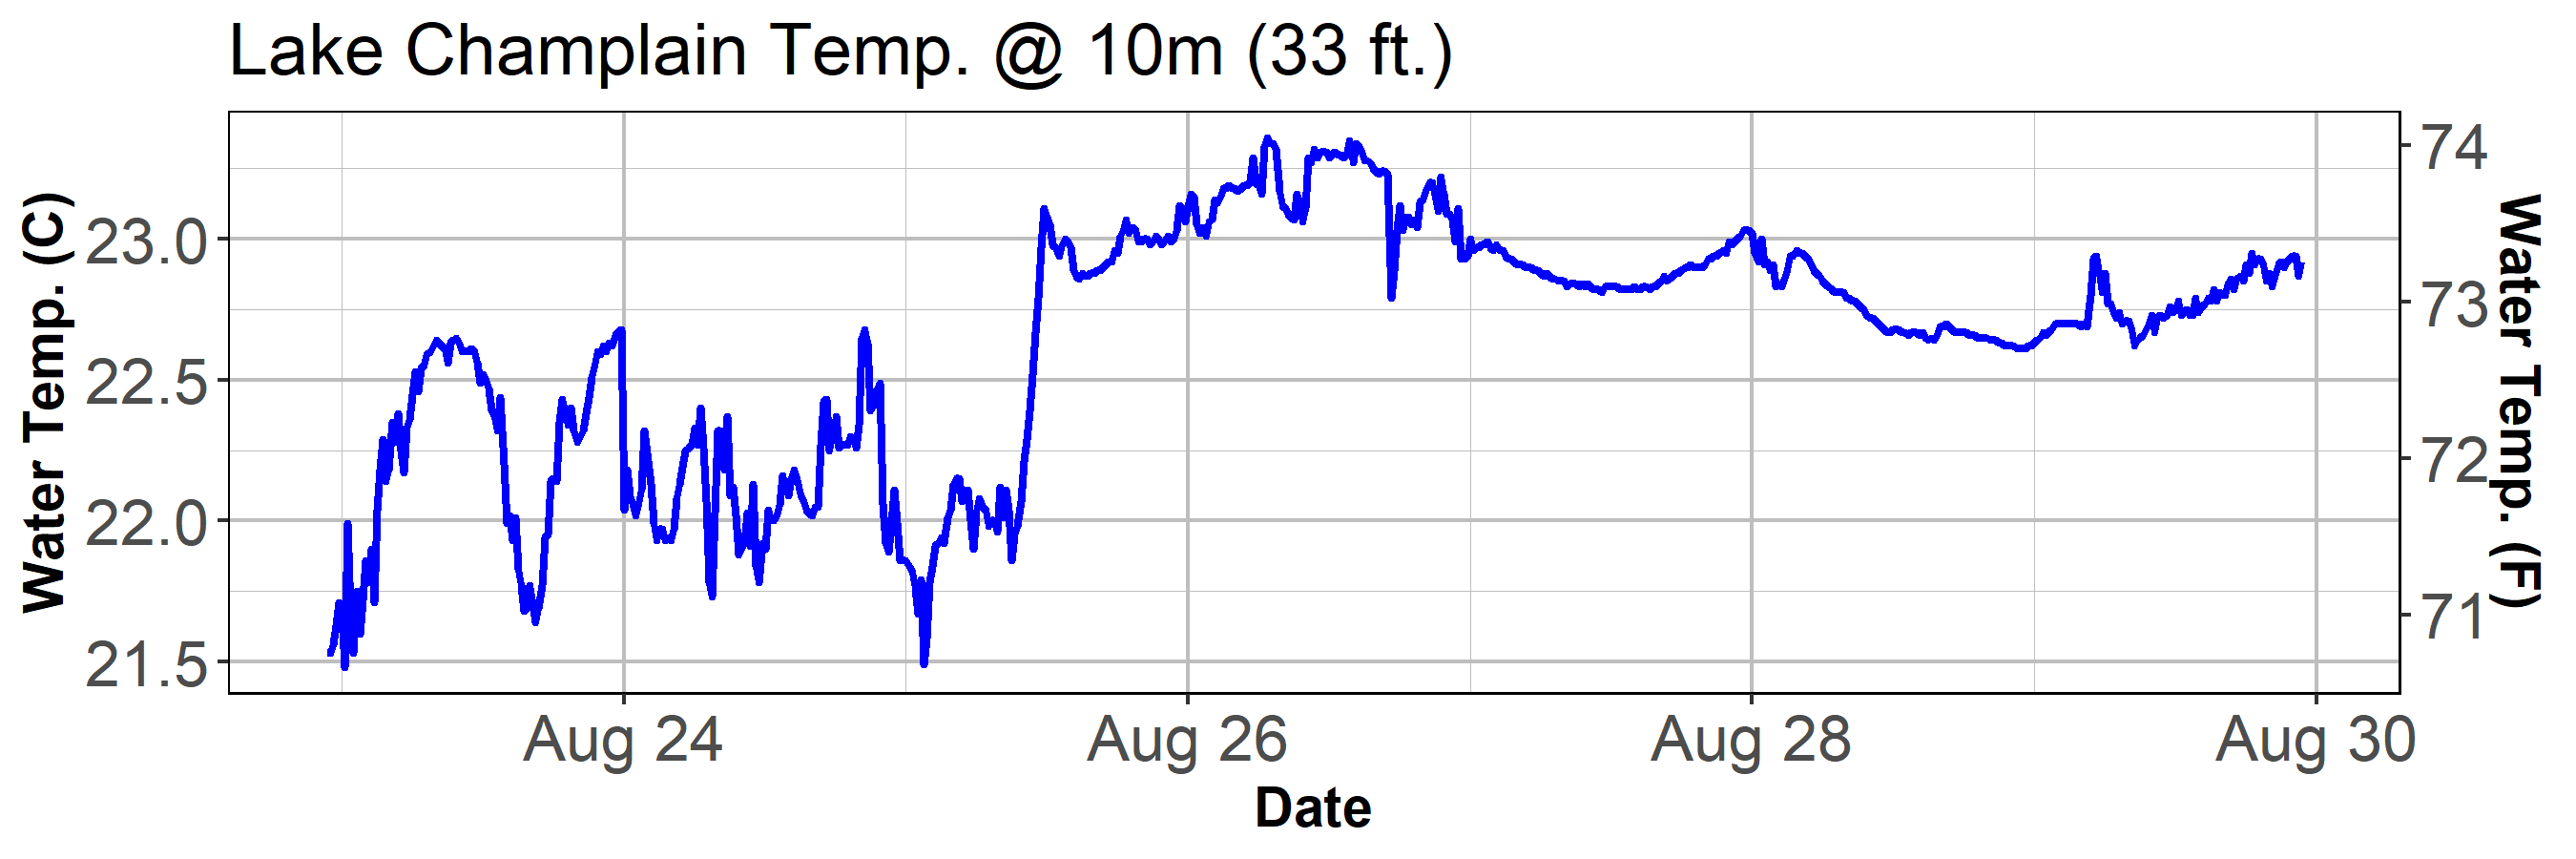 Lake Champlain Temp. @ 10m (33 ft.)
Water Temp. (C)
23.0
22.5
22.0
21.5
74
73
72
71
Water Temp. (F)
Aug 24 Aug 26 Aug 28 Aug 30
Date